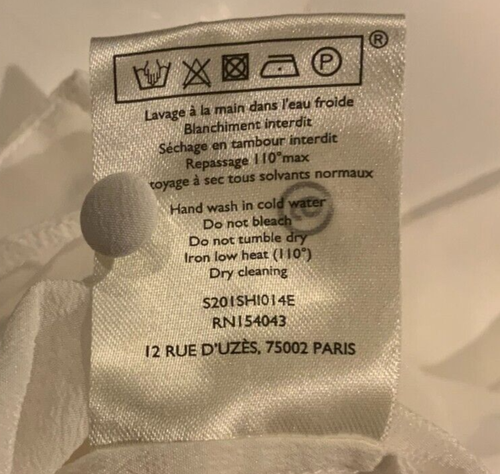 P ®
Lavage à la main dans l'eau froide
Blanchiment interdit
Séchage en tambour interdit
Repassage 110°max
à sec tous solvants normaux
Hand wash in cold water
Do not bleach
Do not tumble dry
Iron low heat (110°)
Dry cleaning
S201SHI014E
RN154043
12 RUE D'UZÈS, 75002 PARIS